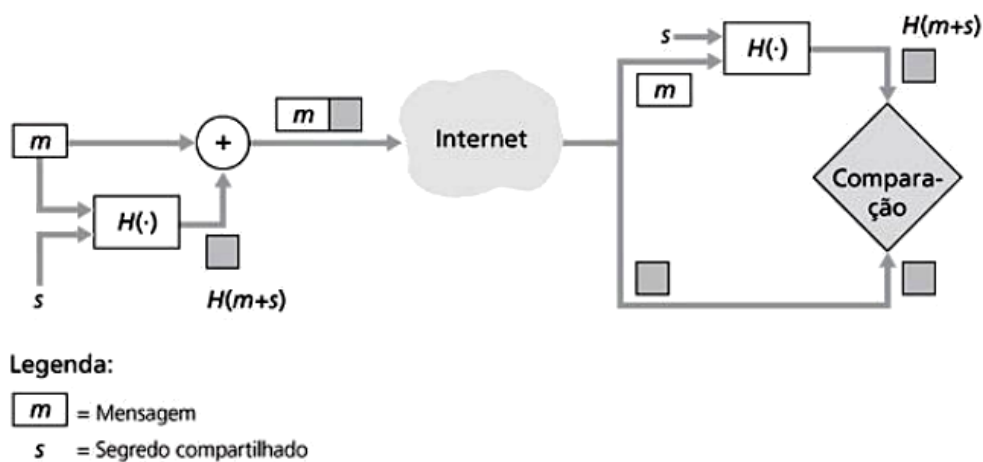 m
H(·)
s
H(m+s)
+
m
Internet
s
H(·)
m
H(m+s)
Compara-
ção
Legenda:
m = Mensagem
s = Segredo compartilhado